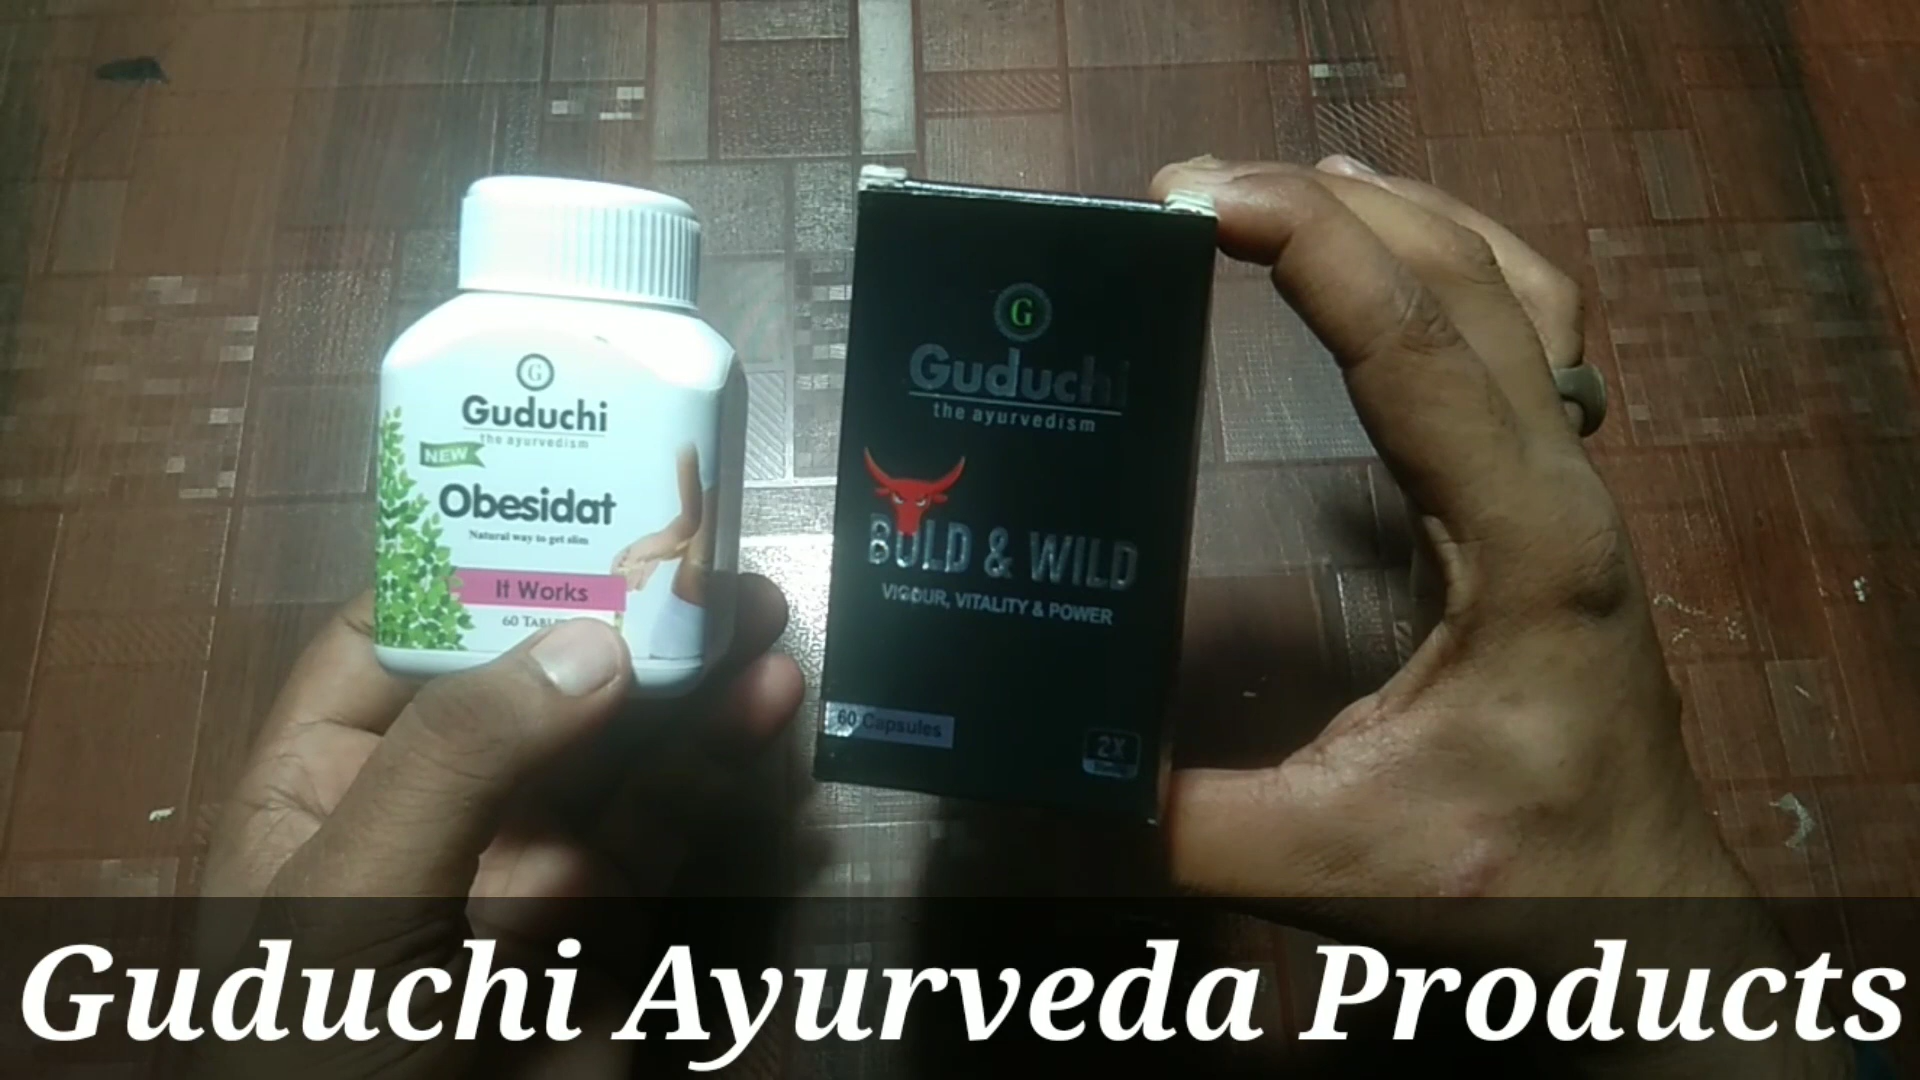 G
Guduchi
the ayurvedism
NEW
Obesidat
Natural way to get slim
It Works
60
G
Guduchi
the ayurvedism
BOLD & WILD
VIGOUR, VITALITY & POWER
60 Capsules
2X
Guduchi Ayurveda Products